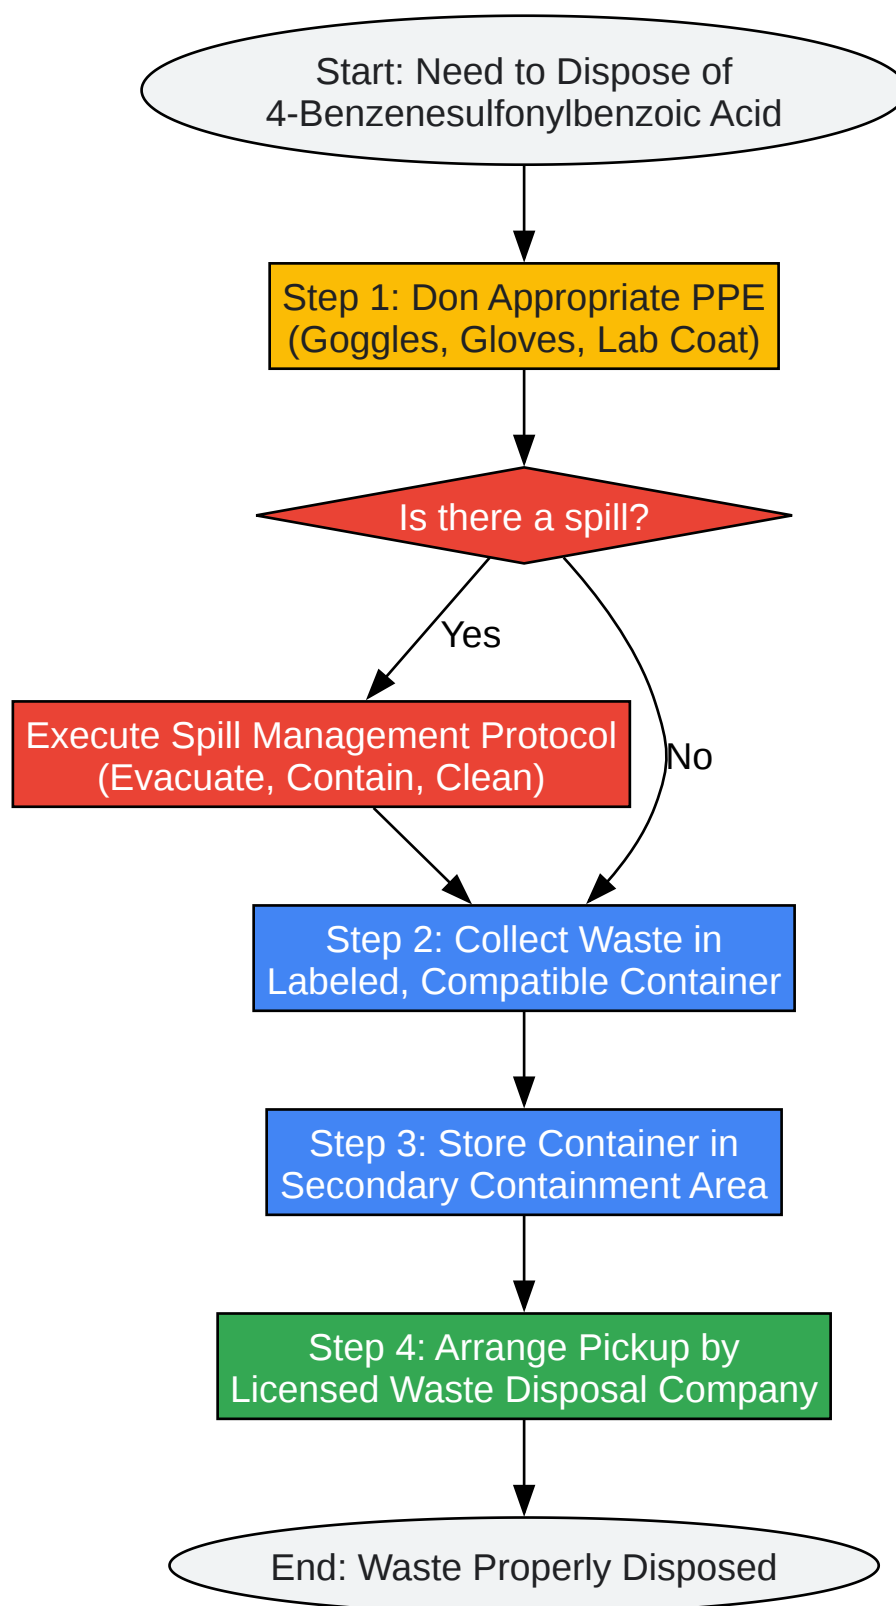 Start: Need to Dispose of
4-Benzenesulfonylbenzoic Acid
Step 1: Don Appropriate PPE
(Goggles, Gloves, Lab Coat)
Is there a spill?
Yes
Execute Spill Management Protocol
(Evacuate, Contain, Clean)
No
Step 2: Collect Waste in
Labeled, Compatible Container
Step 3: Store Container in
Secondary Containment Area
Step 4: Arrange Pickup by
Licensed Waste Disposal Company
End: Waste Properly Disposed